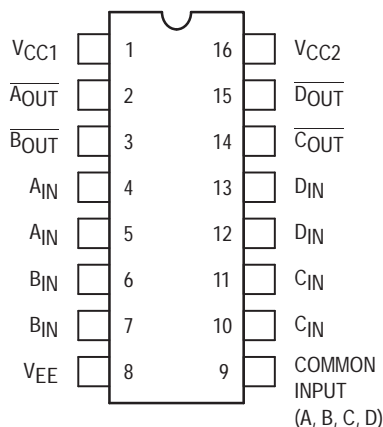 VCC1 1 16 VCC2
AOUT 2 15 DOUT
BOUT 3 14 COUT
AIN 4 13 DIN
AIN 5 12 DIN
BIN 6 11 CIN
BIN 7 10 CIN
VEE 8 9 COMMON
INPUT
(A, B, C, D)